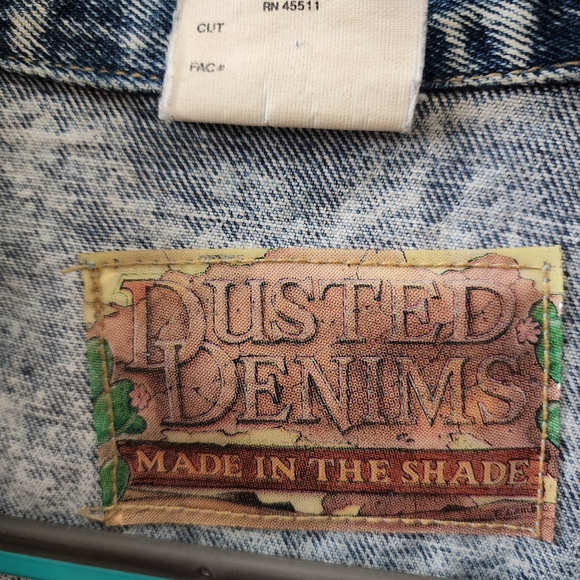 RN 45511
CUT
FAC#
DUSTED
DENIMS
MADE IN THE SHADE